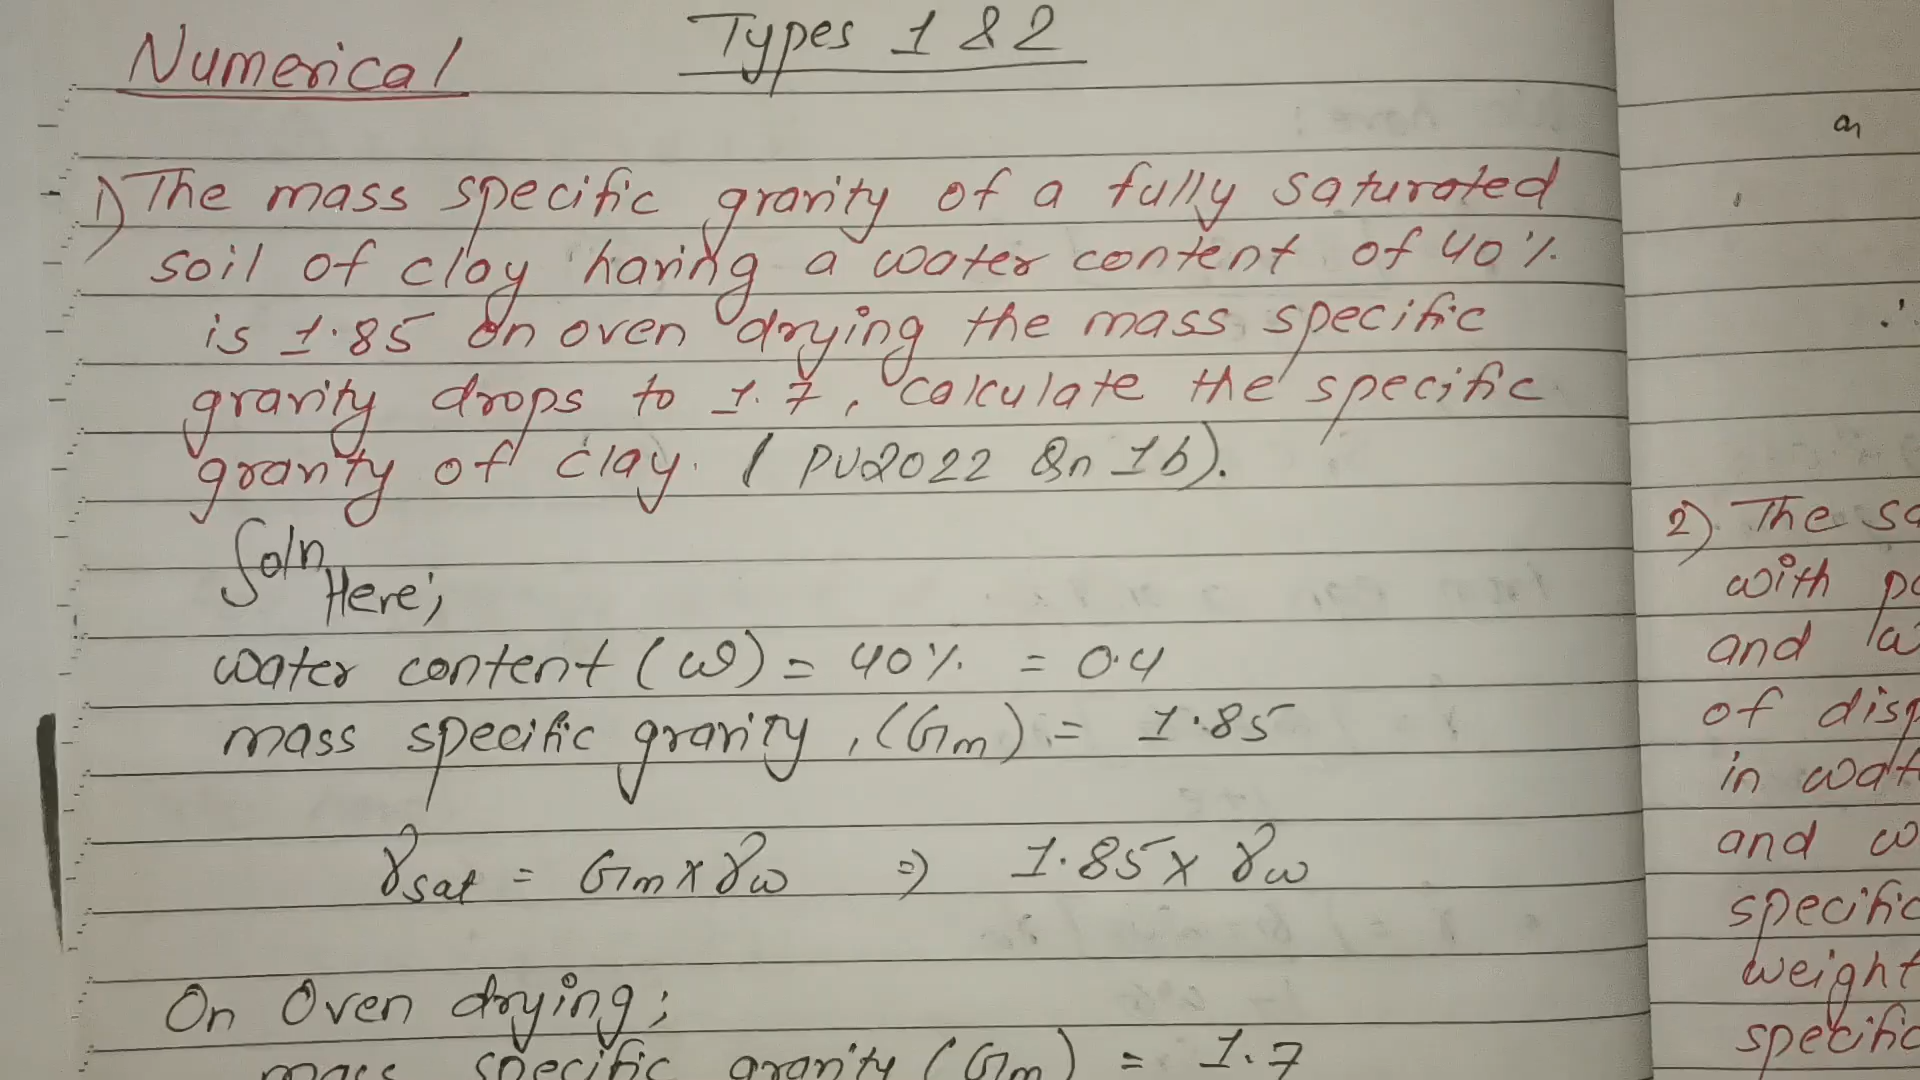 Numerical
Types 1 & 2
1) The mass specific gravity of a fully saturated
soil of clay having a water content of 40%
is 1.85 on oven drying the mass specific
gravity drops to 1.7, calculate the specific
gravity of clay. ( PU2022 Qn 1b).
Soln
Here;
water content (ω) = 40% = 0.4
mass specific gravity, (Gm) = 1.85
γsat = Gm x γω ⇒ 1.85 x γω
On Oven drying;
mass specific gravity (Gm) = 1.7
2) The
with
and
of
in
and
specific
weight
specific